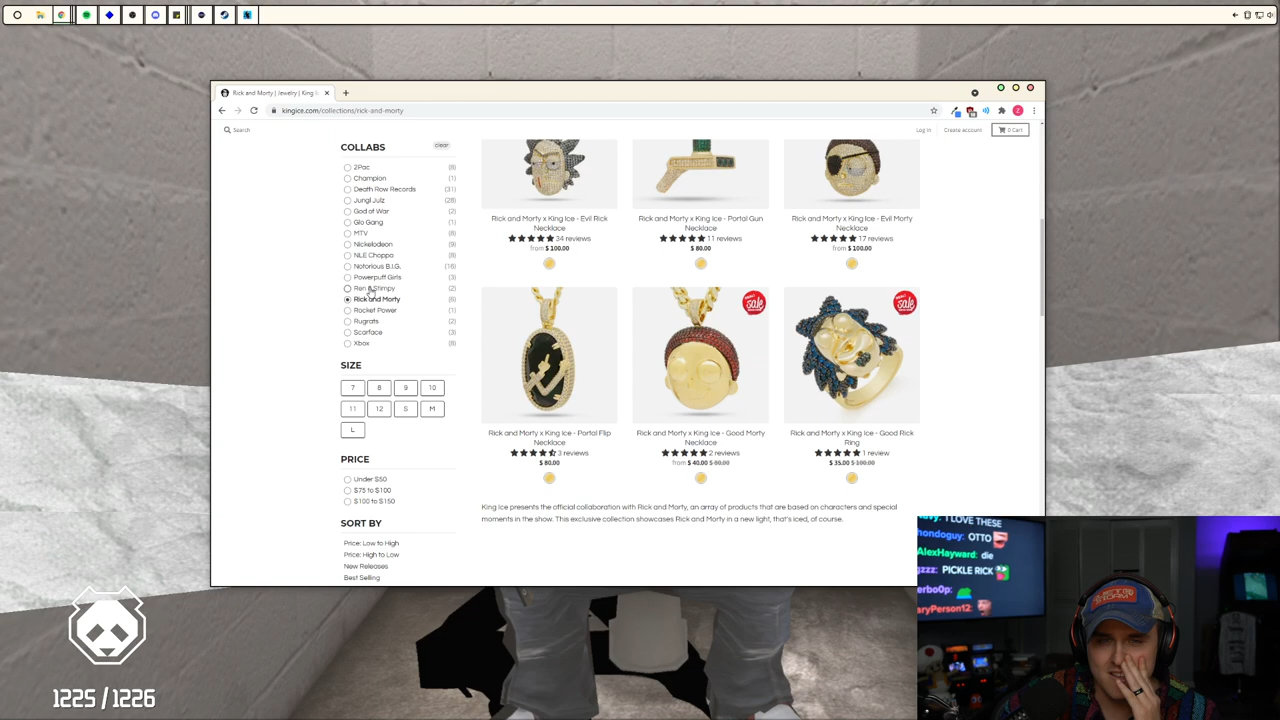 Rick and Morty | Jewelry | King Ic
kingice.com/collections/rick-and-morty
Search
Log in
Create account
0 Cart
COLLABS
clear
2Pac (8)
Champion (1)
Death Row Records (31)
Jungl Julz (28)
God of War (2)
Glo Gang (1)
MTV (8)
Nickelodeon (9)
NLE Choppa (8)
Notorious B.I.G. (16)
Powerpuff Girls (3)
Ren & Stimpy (2)
Rick and Morty (6)
Rocket Power (1)
Rugrats (2)
Scarface (3)
Xbox (8)
SIZE
7 8 9 10
11 12 S M
L
PRICE
Under $50
$75 to $100
$100 to $150
SORT BY
Price: Low to High
Price: High to Low
New Releases
Best Selling
Rick and Morty x King Ice - Evil Rick
Necklace
34 reviews
from $ 100.00
Rick and Morty x King Ice - Portal Gun
Necklace
11 reviews
from $ 80.00
Rick and Morty x King Ice - Evil Morty
Necklace
17 reviews
from $ 100.00
Rick and Morty x King Ice - Portal Flip
Necklace
3 reviews
$ 80.00
sale
Rick and Morty x King Ice - Good Morty
Necklace
2 reviews
from $ 40.00 $ 80.00
sale
Rick and Morty x King Ice - Good Rick
Ring
1 review
$ 35.00 $ 100.00
King Ice presents the official collaboration with Rick and Morty, an array of products that are based on characters and special
moments in the show. This exclusive collection showcases Rick and Morty in a new light, that's iced, of course.
I LOVE THESE
hondoguy: OTTO
AlexHayward: die
gzzz: PICKLE RICK
erbo0p:
aryPerson12:
1225 / 1226